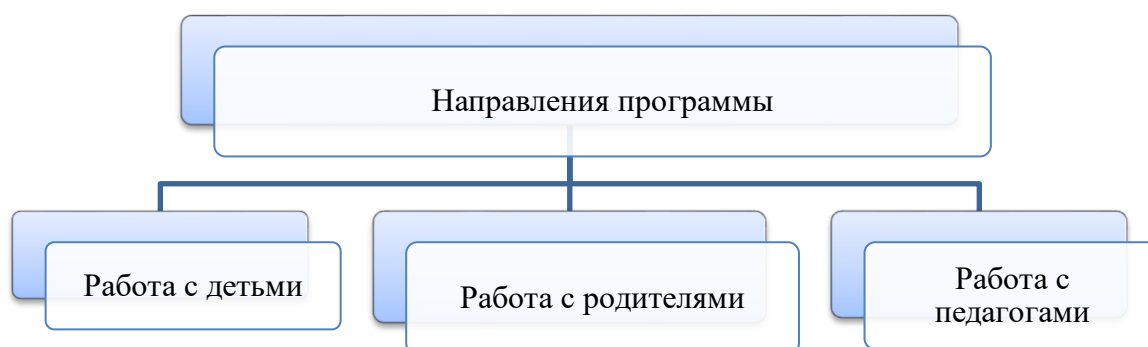 Направления программы
Работа с детьми
Работа с родителями
Работа с
педагогами